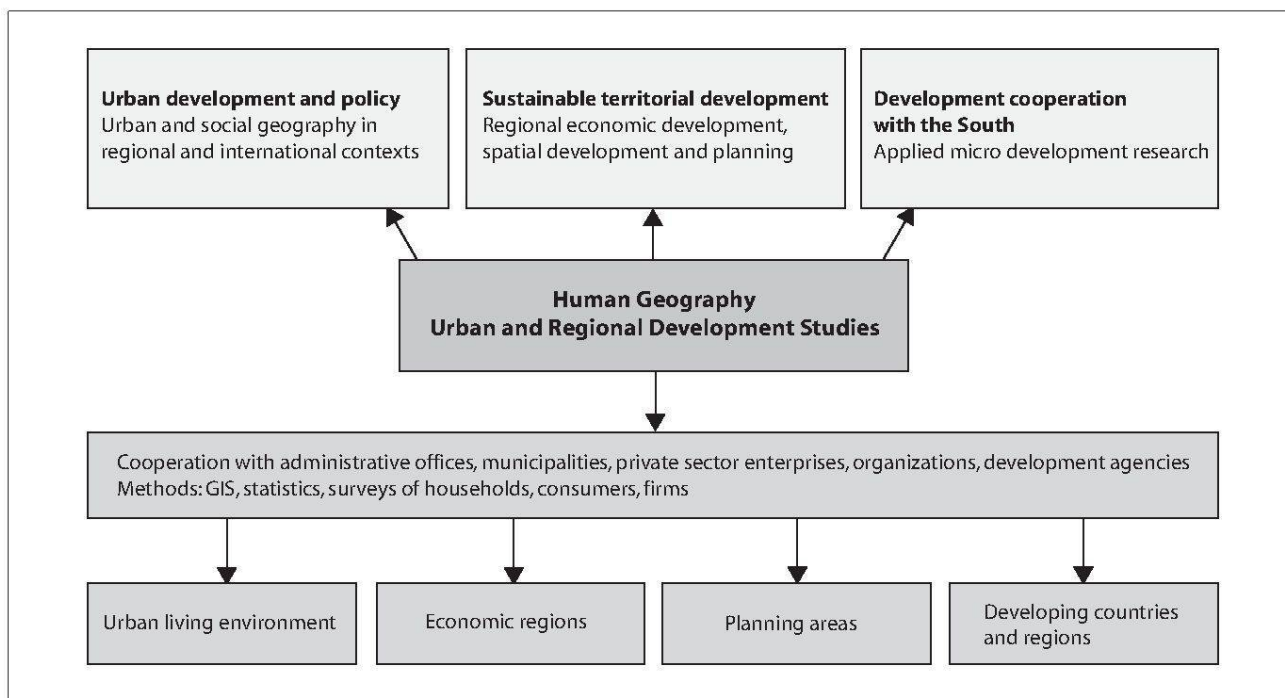 Urban development and policy
Urban and social geography in
regional and international contexts
Sustainable territorial development
Regional economic development,
spatial development and planning
Development cooperation
with the South
Applied micro development research
Human Geography
Urban and Regional Development Studies
Cooperation with administrative offices, municipalities, private sector enterprises, organizations, development agencies
Methods: GIS, statistics, surveys of households, consumers, firms
Urban living environment
Economic regions
Planning areas
Developing countries
and regions